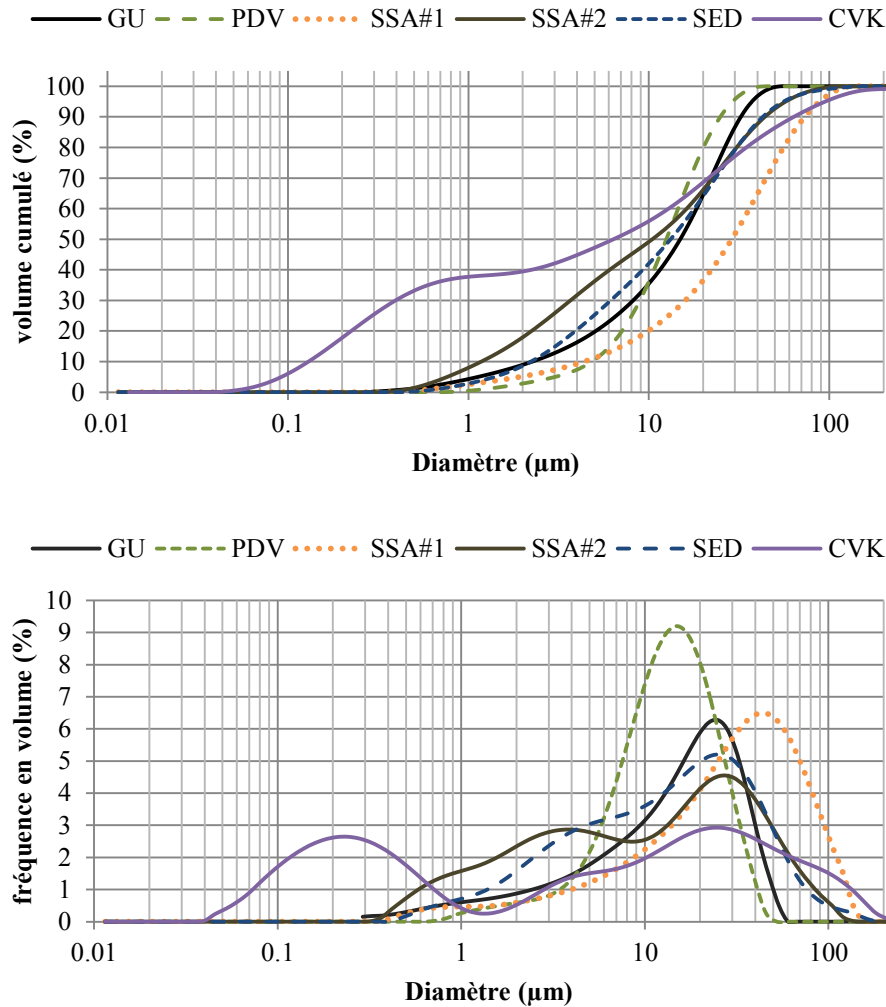 GU PDV SSA#1 SSA#2 SED CVK
volume cumulé (%)
100
90
80
70
60
50
40
30
20
10
0
0.01 0.1 1 10 100
Diamètre (µm)
GU PDV SSA#1 SSA#2 SED CVK
fréquence en volume (%)
10
9
8
7
6
5
4
3
2
1
0
0.01 0.1 1 10 100
Diamètre (µm)